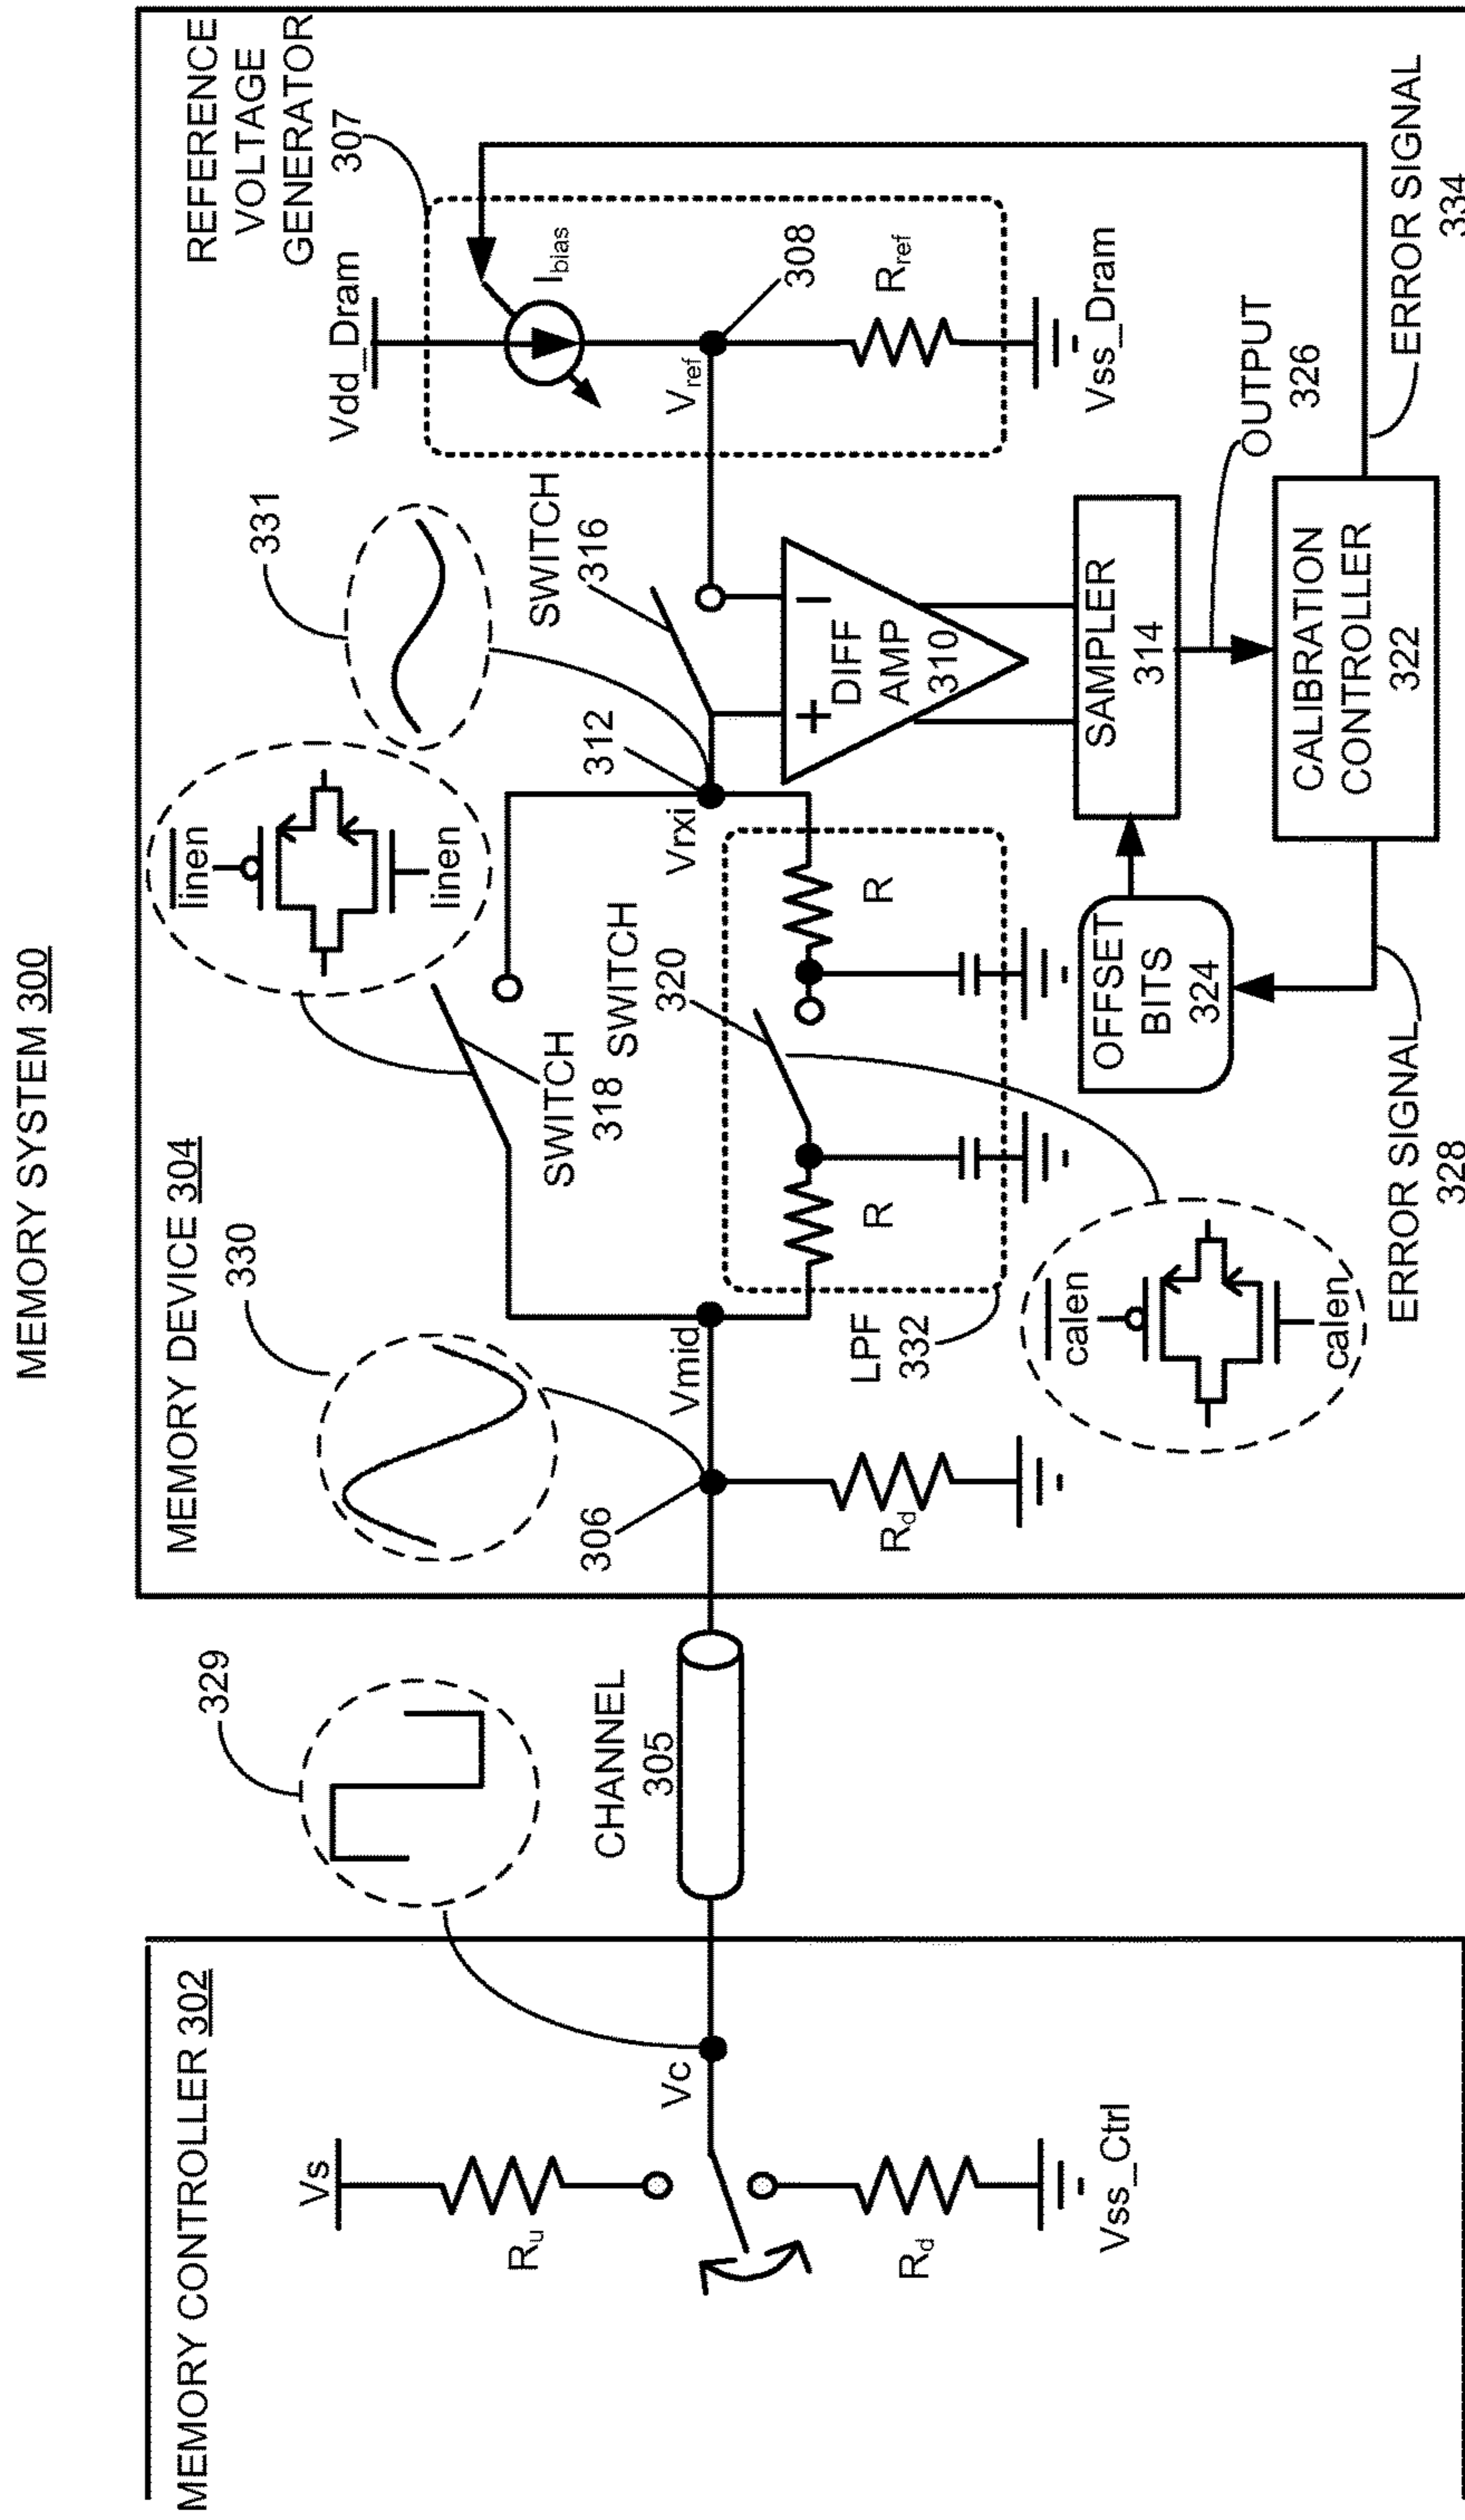 MEMORY SYSTEM 300
MEMORY CONTROLLER 302
Vs
Ru
Vc
Rd
Vss_Ctrl
329
CHANNEL
305
MEMORY DEVICE 304
330
306
Vmid
Rd
LPF
332
SWITCH
318
SWITCH
320
R
R
linen
linen
calen
calen
331
312
Vrxi
SWITCH
316
REFERENCE
VOLTAGE
GENERATOR
307
Vdd_Dram
Ibias
Vref
308
Rref
Vss_Dram
+
−
DIFF
AMP
310
SAMPLER
314
OUTPUT
326
OFFSET
BITS
324
CALIBRATION
CONTROLLER
322
ERROR SIGNAL
328
ERROR SIGNAL
334